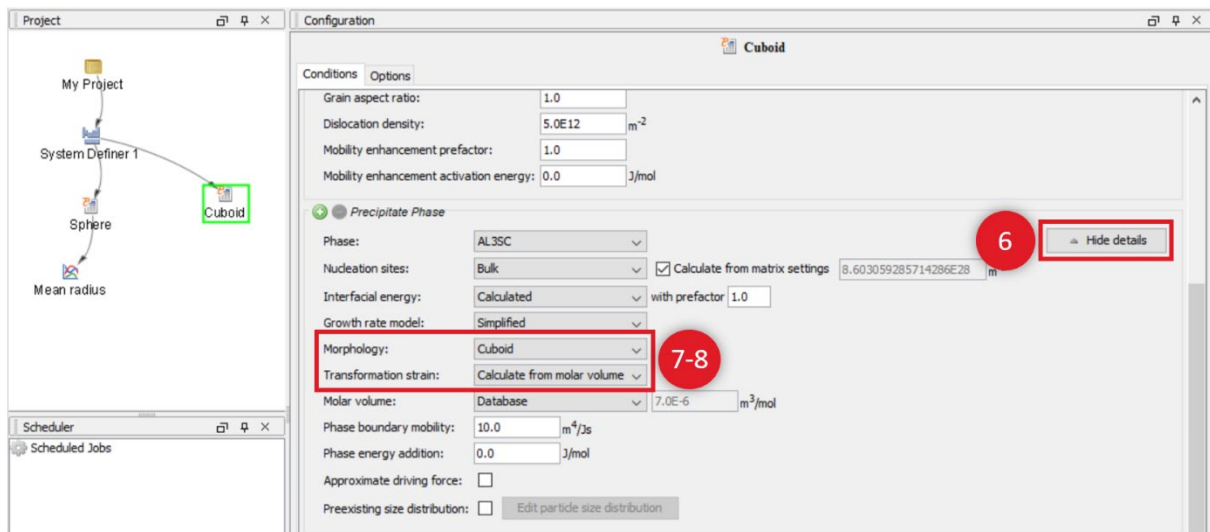 Project
My Project
System Definer 1
Sphere
Cuboid
Mean radius
Scheduler
Scheduled Jobs
Configuration
Cuboid
Conditions Options
Grain aspect ratio: 1.0
Dislocation density: 5.0E12 m-2
Mobility enhancement prefactor: 1.0
Mobility enhancement activation energy: 0.0 J/mol
Precipitate Phase
6 Hide details
Phase: AL3SC
Nucleation sites: Bulk Calculate from matrix settings 8.603059285714286E28 m
Interfacial energy: Calculated with prefactor 1.0
Growth rate model: Simplified
Morphology: Cuboid
7-8
Transformation strain: Calculate from molar volume
Molar volume: Database 7.0E-6 m3/mol
Phase boundary mobility: 10.0 m4/Js
Phase energy addition: 0.0 J/mol
Approximate driving force:
Preexisting size distribution: Edit particle size distribution